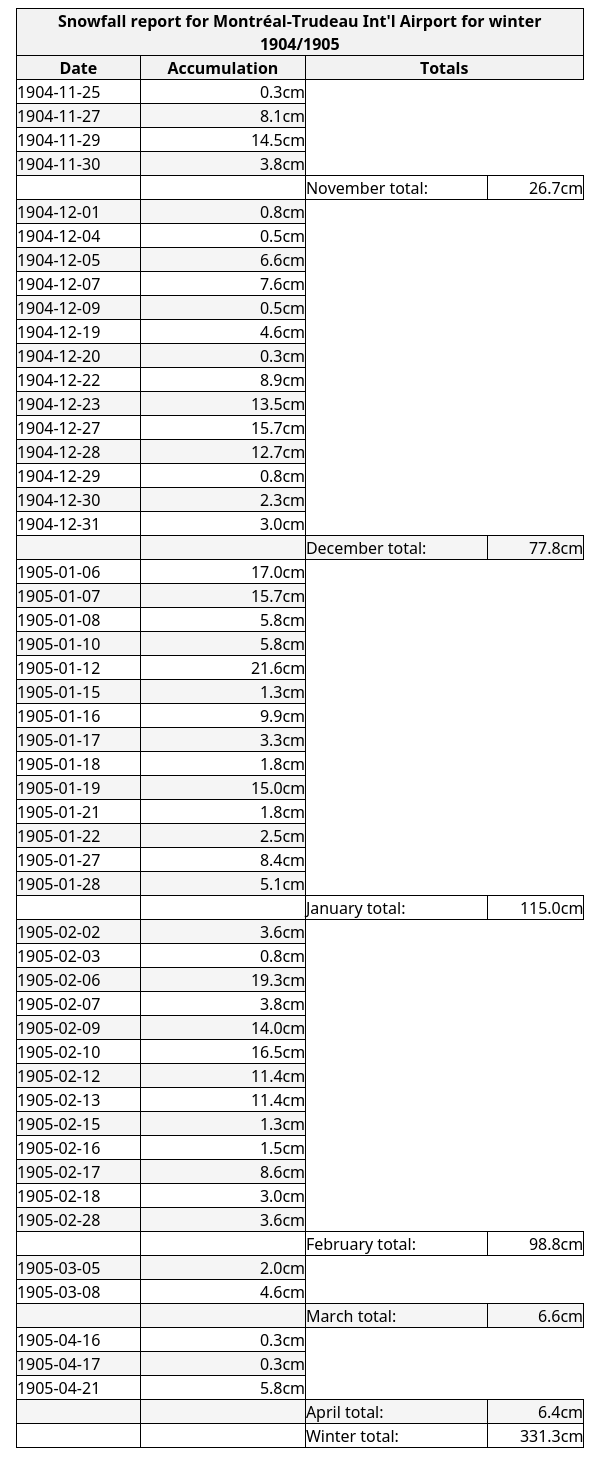 Snowfall report for Montréal-Trudeau Int'l Airport for winter
1904/1905
Date Accumulation Totals
1904-11-25 0.3cm
1904-11-27 8.1cm
1904-11-29 14.5cm
1904-11-30 3.8cm
November total: 26.7cm
1904-12-01 0.8cm
1904-12-04 0.5cm
1904-12-05 6.6cm
1904-12-07 7.6cm
1904-12-09 0.5cm
1904-12-19 4.6cm
1904-12-20 0.3cm
1904-12-22 8.9cm
1904-12-23 13.5cm
1904-12-27 15.7cm
1904-12-28 12.7cm
1904-12-29 0.8cm
1904-12-30 2.3cm
1904-12-31 3.0cm
December total: 77.8cm
1905-01-06 17.0cm
1905-01-07 15.7cm
1905-01-08 5.8cm
1905-01-10 5.8cm
1905-01-12 21.6cm
1905-01-15 1.3cm
1905-01-16 9.9cm
1905-01-17 3.3cm
1905-01-18 1.8cm
1905-01-19 15.0cm
1905-01-21 1.8cm
1905-01-22 2.5cm
1905-01-27 8.4cm
1905-01-28 5.1cm
January total: 115.0cm
1905-02-02 3.6cm
1905-02-03 0.8cm
1905-02-06 19.3cm
1905-02-07 3.8cm
1905-02-09 14.0cm
1905-02-10 16.5cm
1905-02-12 11.4cm
1905-02-13 11.4cm
1905-02-15 1.3cm
1905-02-16 1.5cm
1905-02-17 8.6cm
1905-02-18 3.0cm
1905-02-28 3.6cm
February total: 98.8cm
1905-03-05 2.0cm
1905-03-08 4.6cm
March total: 6.6cm
1905-04-16 0.3cm
1905-04-17 0.3cm
1905-04-21 5.8cm
April total: 6.4cm
Winter total: 331.3cm